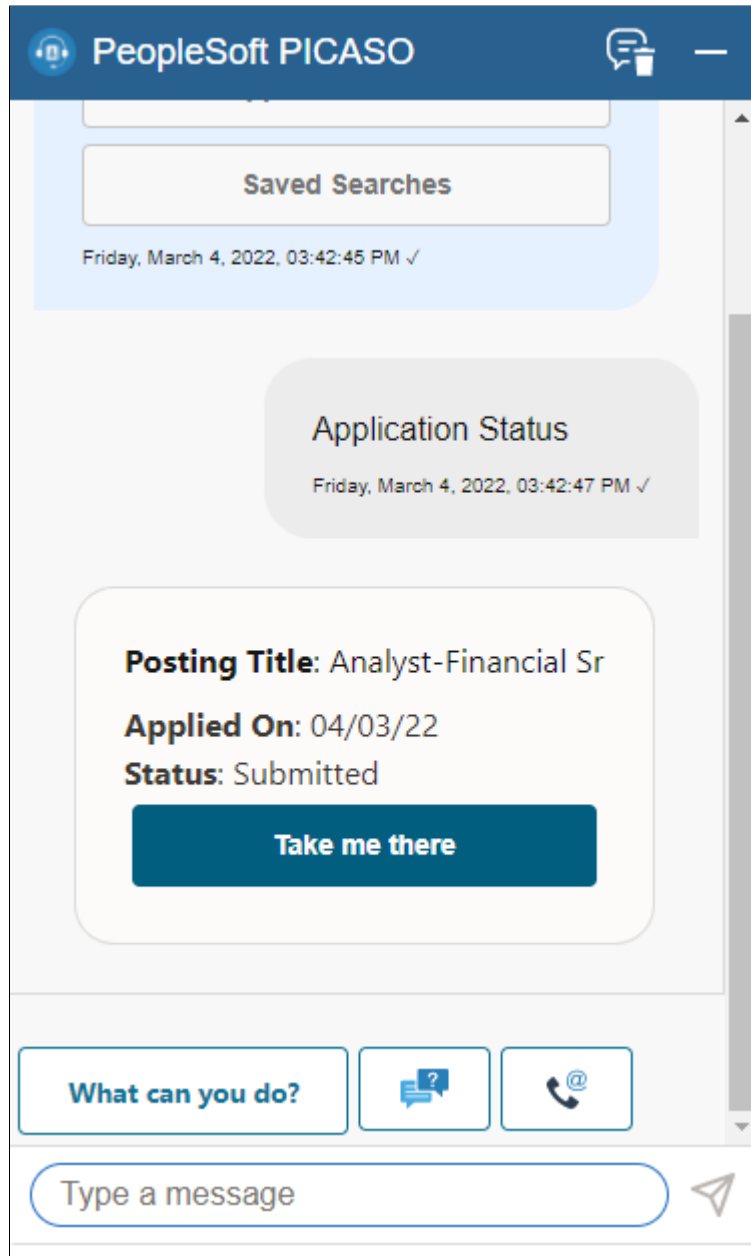 PeopleSoft PICASO
Saved Searches
Friday, March 4, 2022, 03:42:45 PM ✓
Application Status
Friday, March 4, 2022, 03:42:47 PM ✓
Posting Title: Analyst-Financial Sr
Applied On: 04/03/22
Status: Submitted
Take me there
What can you do?
?
@
Type a message